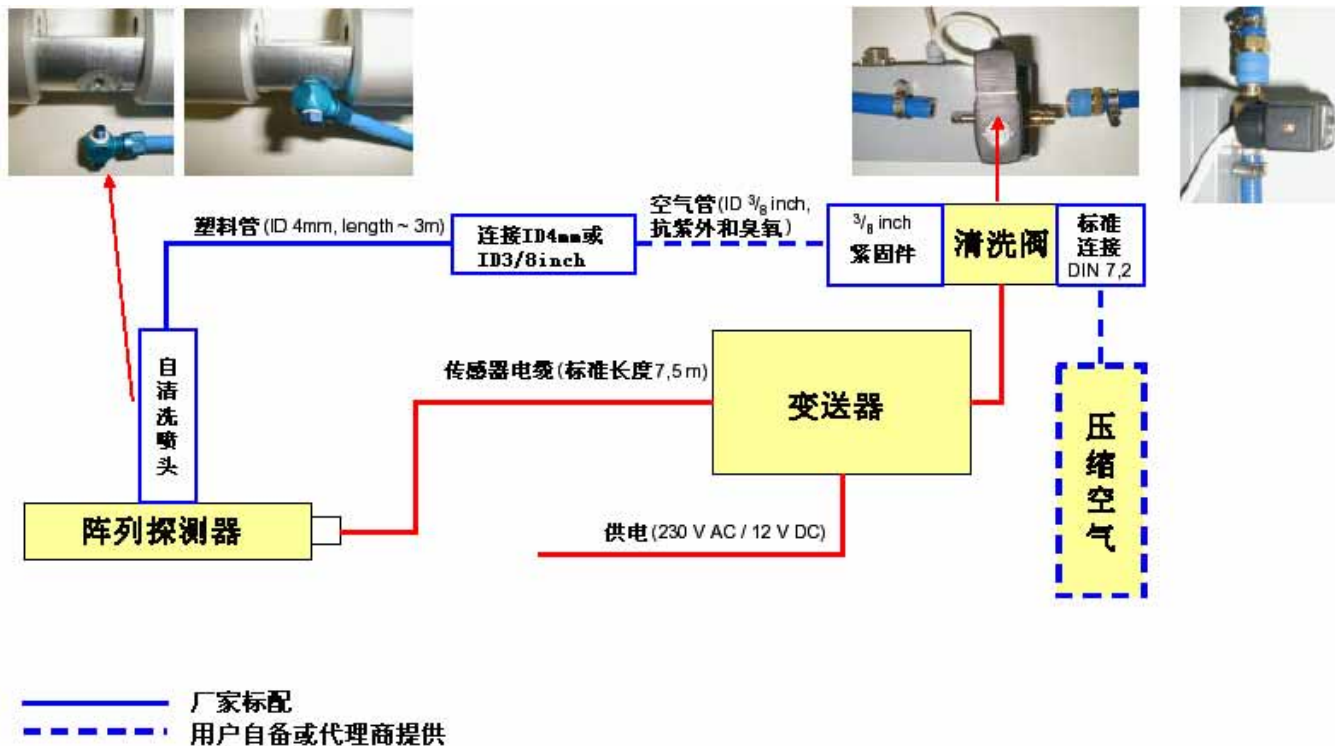 塑料管(ID 4mm, length ~ 3m)
连接ID4mm或
ID3/8inch
空气管(ID 3/8 inch,
抗紫外和臭氧)
3/8 inch
紧固件
清洗阀
标准
连接
DIN 7,2
自清洗喷头
传感器电缆(标准长度7,5 m)
变送器
压缩空气
阵列探测器
供电(230 V AC / 12 V DC)
厂家标配
用户自备或代理商提供